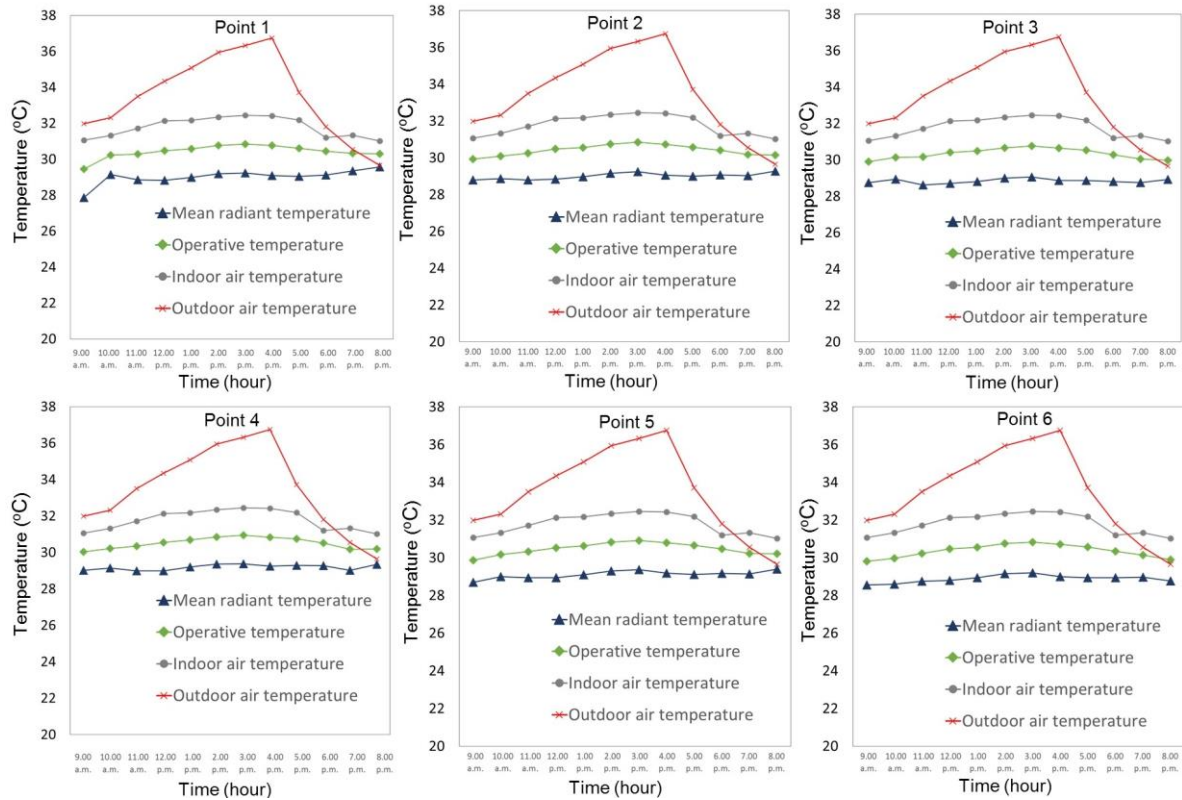 Point 1
38
36
34
32
30
28
26
24
22
20
Temperature (ºC)
Mean radiant temperature
Operative temperature
Indoor air temperature
Outdoor air temperature
9.00 10.00 11.00 12.00 1.00 2.00 3.00 4.00 5.00 6.00 7.00 8.00
a.m. a.m. a.m. p.m. p.m. p.m. p.m. p.m. p.m. p.m. p.m. p.m.
Time (hour)
Point 2
38
36
34
32
30
28
26
24
22
20
Temperature (ºC)
Mean radiant temperature
Operative temperature
Indoor air temperature
Outdoor air temperature
9.00 10.00 11.00 12.00 1.00 2.00 3.00 4.00 5.00 6.00 7.00 8.00
a.m. a.m. a.m. p.m. p.m. p.m. p.m. p.m. p.m. p.m. p.m. p.m.
Time (hour)
Point 3
38
36
34
32
30
28
26
24
22
20
Temperature (ºC)
Mean radiant temperature
Operative temperature
Indoor air temperature
Outdoor air temperature
9.00 10.00 11.00 12.00 1.00 2.00 3.00 4.00 5.00 6.00 7.00 8.00
a.m. a.m. a.m. p.m. p.m. p.m. p.m. p.m. p.m. p.m. p.m. p.m.
Time (hour)
Point 4
38
36
34
32
30
28
26
24
22
20
Temperature (ºC)
Mean radiant temperature
Operative temperature
Indoor air temperature
Outdoor air temperature
9.00 10.00 11.00 12.00 1.00 2.00 3.00 4.00 5.00 6.00 7.00 8.00
a.m. a.m. a.m. p.m. p.m. p.m. p.m. p.m. p.m. p.m. p.m. p.m.
Time (hour)
Point 5
38
36
34
32
30
28
26
24
22
20
Temperature (ºC)
Mean radiant temperature
Operative temperature
Indoor air temperature
Outdoor air temperature
9.00 10.00 11.00 12.00 1.00 2.00 3.00 4.00 5.00 6.00 7.00 8.00
a.m. a.m. a.m. p.m. p.m. p.m. p.m. p.m. p.m. p.m. p.m. p.m.
Time (hour)
Point 6
38
36
34
32
30
28
26
24
22
20
Temperature (ºC)
Mean radiant temperature
Operative temperature
Indoor air temperature
Outdoor air temperature
9.00 10.00 11.00 12.00 1.00 2.00 3.00 4.00 5.00 6.00 7.00 8.00
a.m. a.m. a.m. p.m. p.m. p.m. p.m. p.m. p.m. p.m. p.m. p.m.
Time (hour)